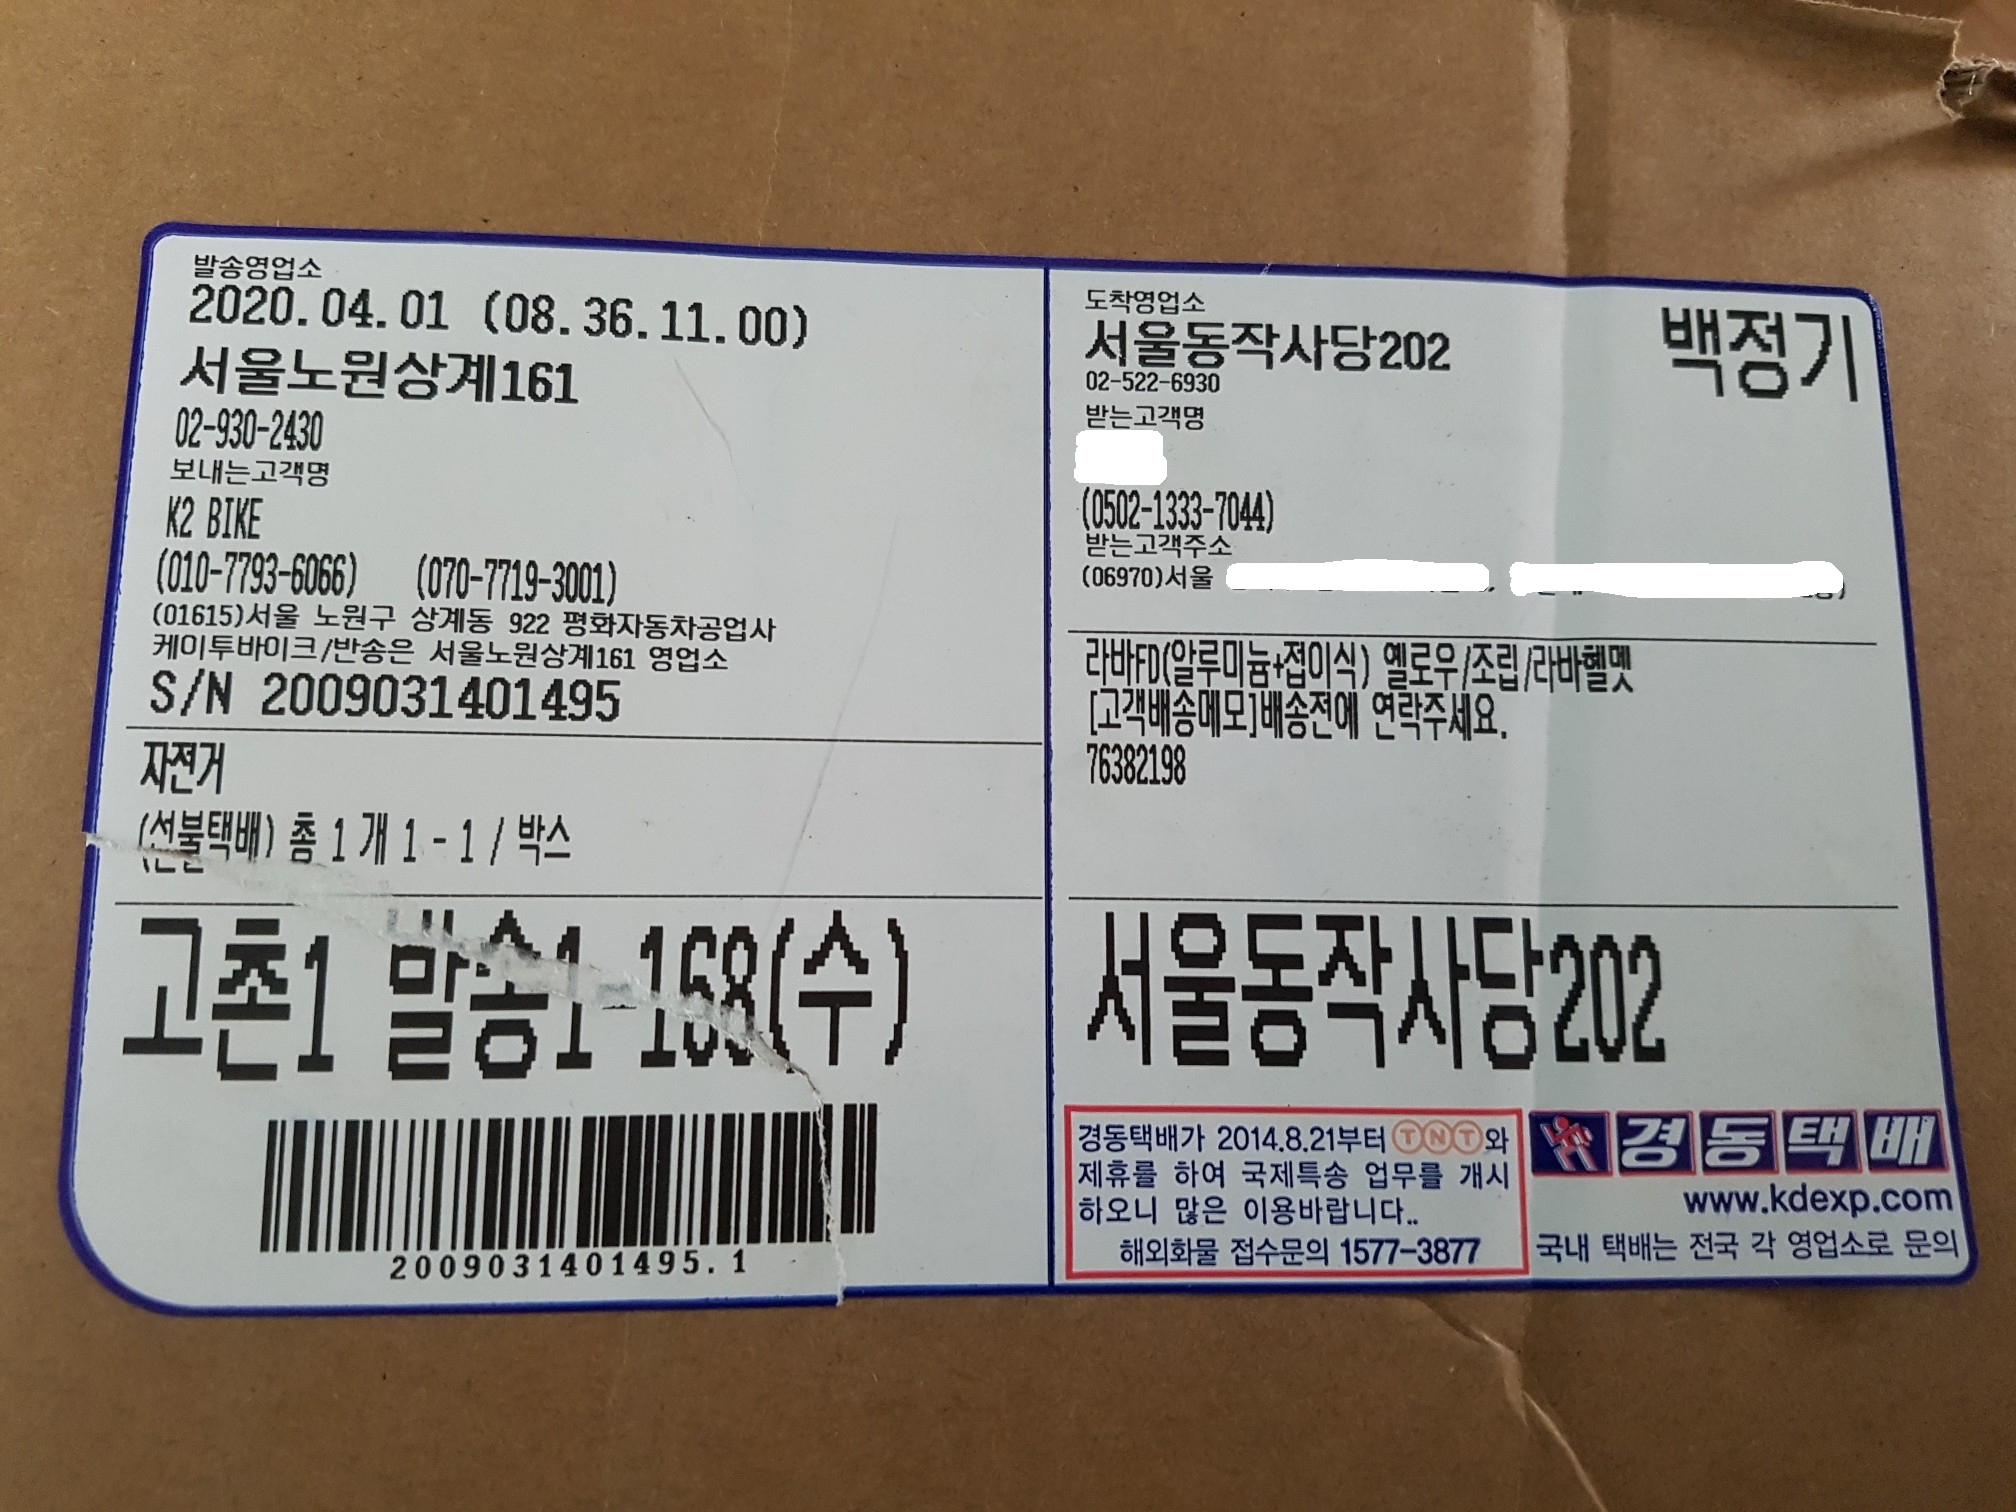 발송영업소
2020.04.01 (08.36.11.00)
서울노원상계161
02-930-2430
보내는고객명
K2 BIKE
(010-7793-6066) (070-7719-3001)
(01615)서울 노원구 상계동 922 평화자동차공업사
케이투바이크/반송은 서울노원상계161 영업소
S/N 2009031401495
자전거
(선불택배) 총 1 개 1 - 1 / 박스
고촌1 발송1-168(수)
2009031401495.1
도착영업소
서울동작사당202
백정기
02-522-6930
받는고객명
(0502-1333-7044)
받는고객주소
(06970)서울
라바FD(알루미늄+접이식) 옐로우/조립/라바헬멧
[고객배송메모]배송전에 연락주세요.
76382198
서울동작사당202
경동택배가 2014.8.21부터 TNT와
제휴를 하여 국제특송 업무를 개시
하오니 많은 이용바랍니다..
해외화물 접수문의 1577-3877
경동택배
www.kdexp.com
국내 택배는 전국 각 영업소로 문의